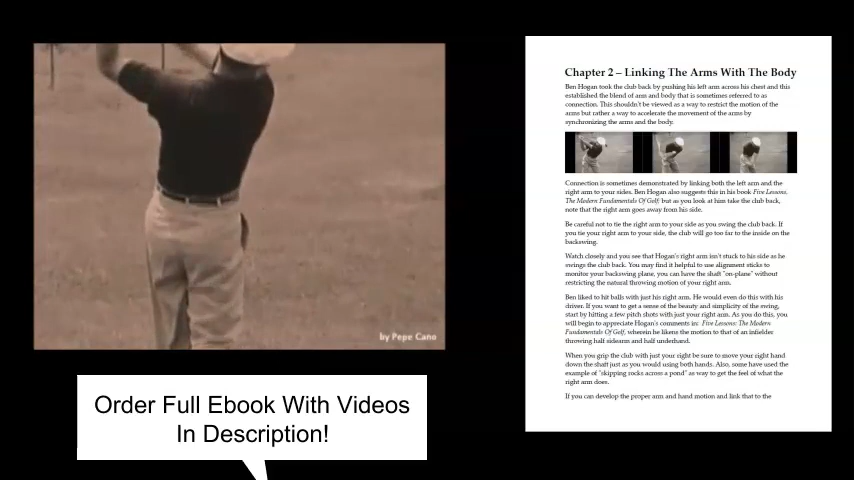 by Pepe Cano
Order Full Ebook With Videos
In Description!
Chapter 2 – Linking The Arms With The Body
Ben Hogan took the club back by pushing his left arm across his chest and this
established the blend of arm and body that is sometimes referred to as
connection. This shouldn't be viewed as a way to restrict the motion of the
arms but rather a way to accelerate the movement of the arms by
synchronizing the arms and the body.
Connection is sometimes demonstrated by linking both the left arm and the
right arm to your sides. Ben Hogan also suggests this in his book Five Lessons,
The Modern Fundamentals Of Golf, but as you look at him take the club back,
note that the right arm goes away from his side.
Be careful not to tie the right arm to your side as you swing the club back. If
you tie your right arm to your side, the club will go too far to the inside on the
backswing.
Watch closely and you see that Hogan's right arm isn't stuck to his side as he
swings the club back. You may find it helpful to use alignment sticks to
monitor your backswing plane, you can have the shaft "on-plane" without
restricting the natural throwing motion of your right arm.
Ben liked to hit balls with just his right arm. He would even do this with his
driver. If you want to get a sense of the beauty and simplicity of the swing,
start by hitting a few pitch shots with just your right arm. As you do this, you
will begin to appreciate Hogan's comments in: Five Lessons: The Modern
Fundamentals Of Golf, wherein he likens the motion to that of an infielder
throwing half sidearm and half underhand.
When you grip the club with just your right be sure to move your right hand
down the shaft just as you would using both hands. Also, some have used the
example of "skipping rocks across a pond" as way to get the feel of what the
right arm does.
If you can develop the proper arm and hand motion and link that to the